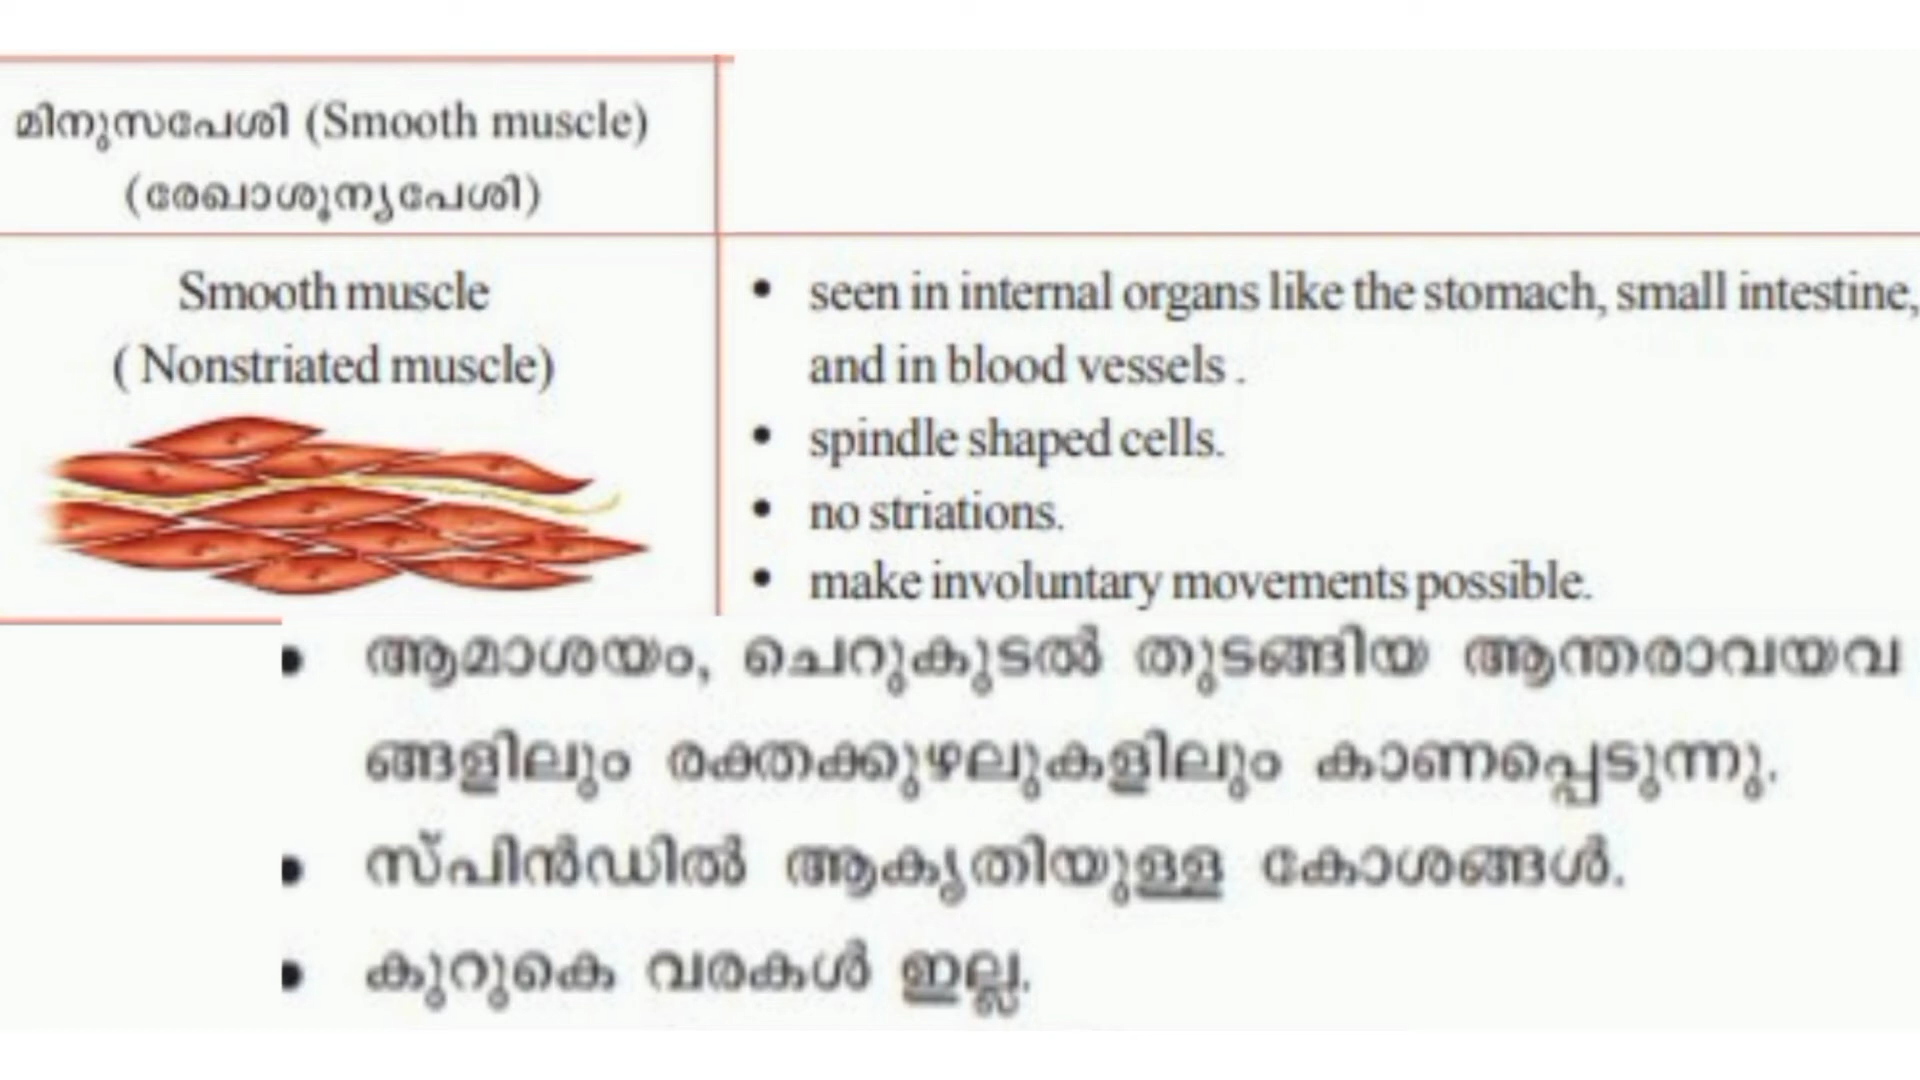 മിനുസപേശി (Smooth muscle)
(രേഖാശൂന്യപേശി)
Smooth muscle
( Nonstriated muscle)
• seen in internal organs like the stomach, small intestine,
and in blood vessels .
• spindle shaped cells.
• no striations.
• make involuntary movements possible.
• ആമാശയം, ചെറുകുടൽ തുടങ്ങിയ ആന്തരാവയവ
ങ്ങളിലും രക്തക്കുഴലുകളിലും കാണപ്പെടുന്നു.
• സ്പിൻഡിൽ ആകൃതിയുള്ള കോശങ്ങൾ.
• കുറുകെ വരകൾ ഇല്ല.